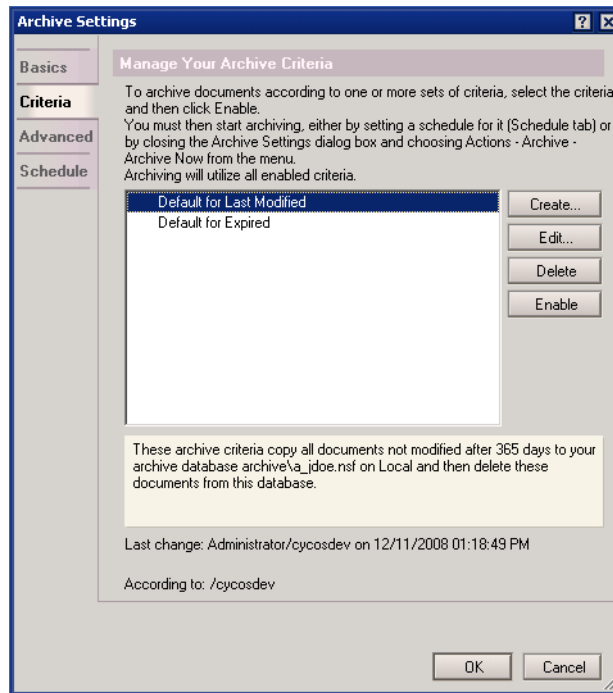 Archive Settings
Basics
Criteria
Advanced
Schedule
Manage Your Archive Criteria
To archive documents according to one or more sets of criteria, select the criteria
and then click Enable.
You must then start archiving, either by setting a schedule for it (Schedule tab) or
by closing the Archive Settings dialog box and choosing Actions - Archive -
Archive Now from the menu.
Archiving will utilize all enabled criteria.
Default for Last Modified
Default for Expired
Create...
Edit...
Delete
Enable
These archive criteria copy all documents not modified after 365 days to your
archive database archive\a_jdoe.nsf on Local and then delete these
documents from this database.
Last change: Administrator/cycosdev on 12/11/2008 01:18:49 PM
According to: /cycosdev
OK
Cancel